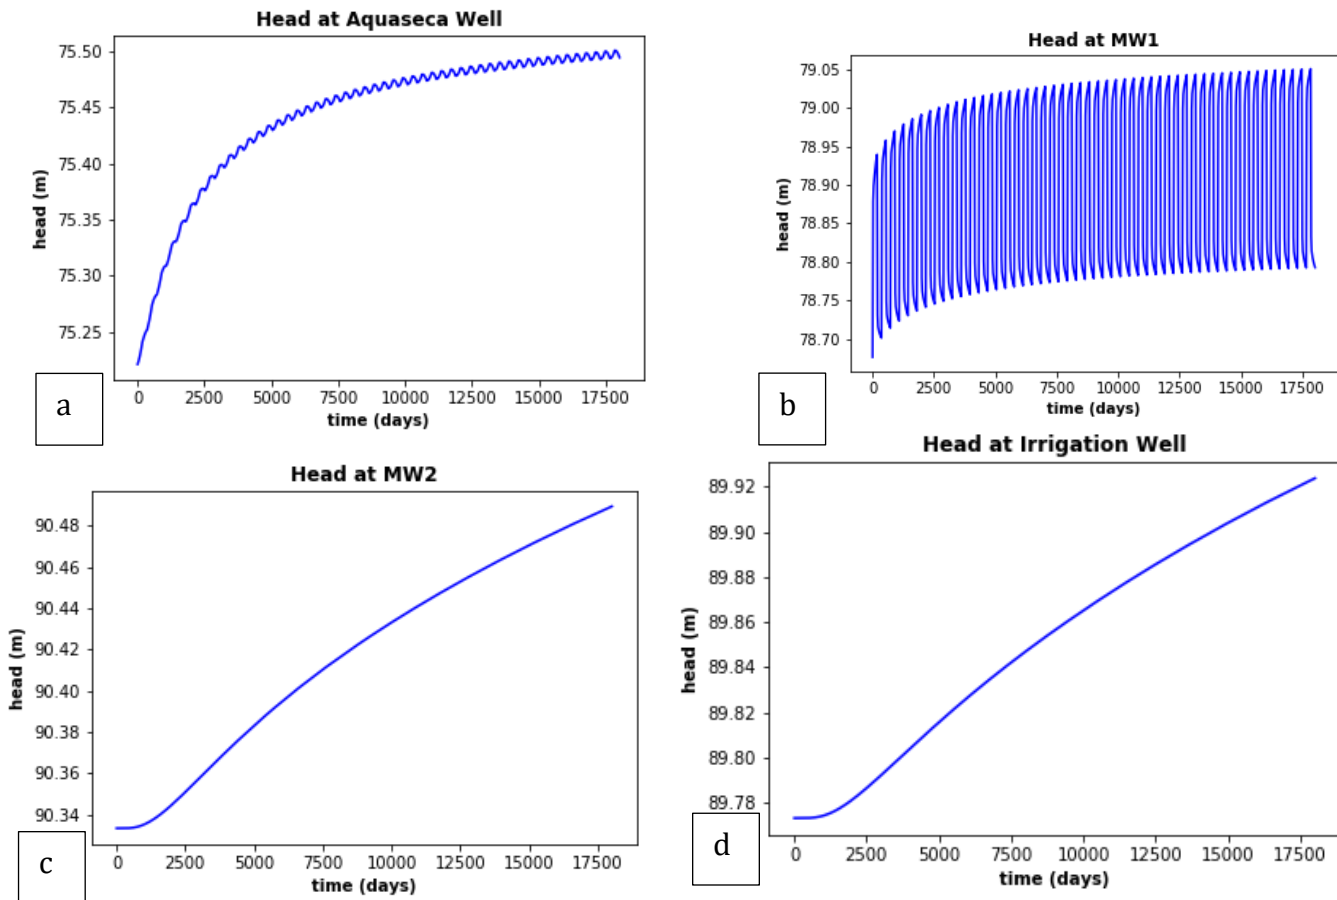 Head at Aquaseca Well
75.50
75.45
75.40
75.35
75.30
75.25
head (m)
0 2500 5000 7500 10000 12500 15000 17500
time (days)
a
Head at MW1
79.05
79.00
78.95
78.90
78.85
78.80
78.75
78.70
head (m)
0 2500 5000 7500 10000 12500 15000 17500
time (days)
b
Head at MW2
90.48
90.46
90.44
90.42
90.40
90.38
90.36
90.34
head (m)
0 2500 5000 7500 10000 12500 15000 17500
time (days)
c
Head at Irrigation Well
89.92
89.90
89.88
89.86
89.84
89.82
89.80
89.78
head (m)
0 2500 5000 7500 10000 12500 15000 17500
time (days)
d